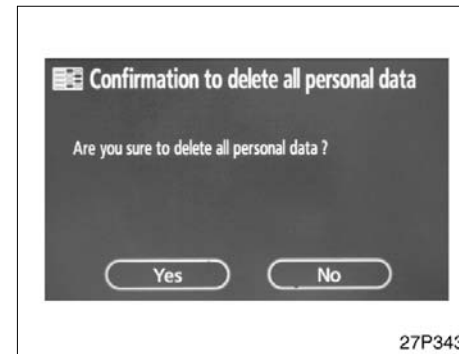 Confirmation to delete all personal data
Are you sure to delete all personal data ?
Yes
No
27P343